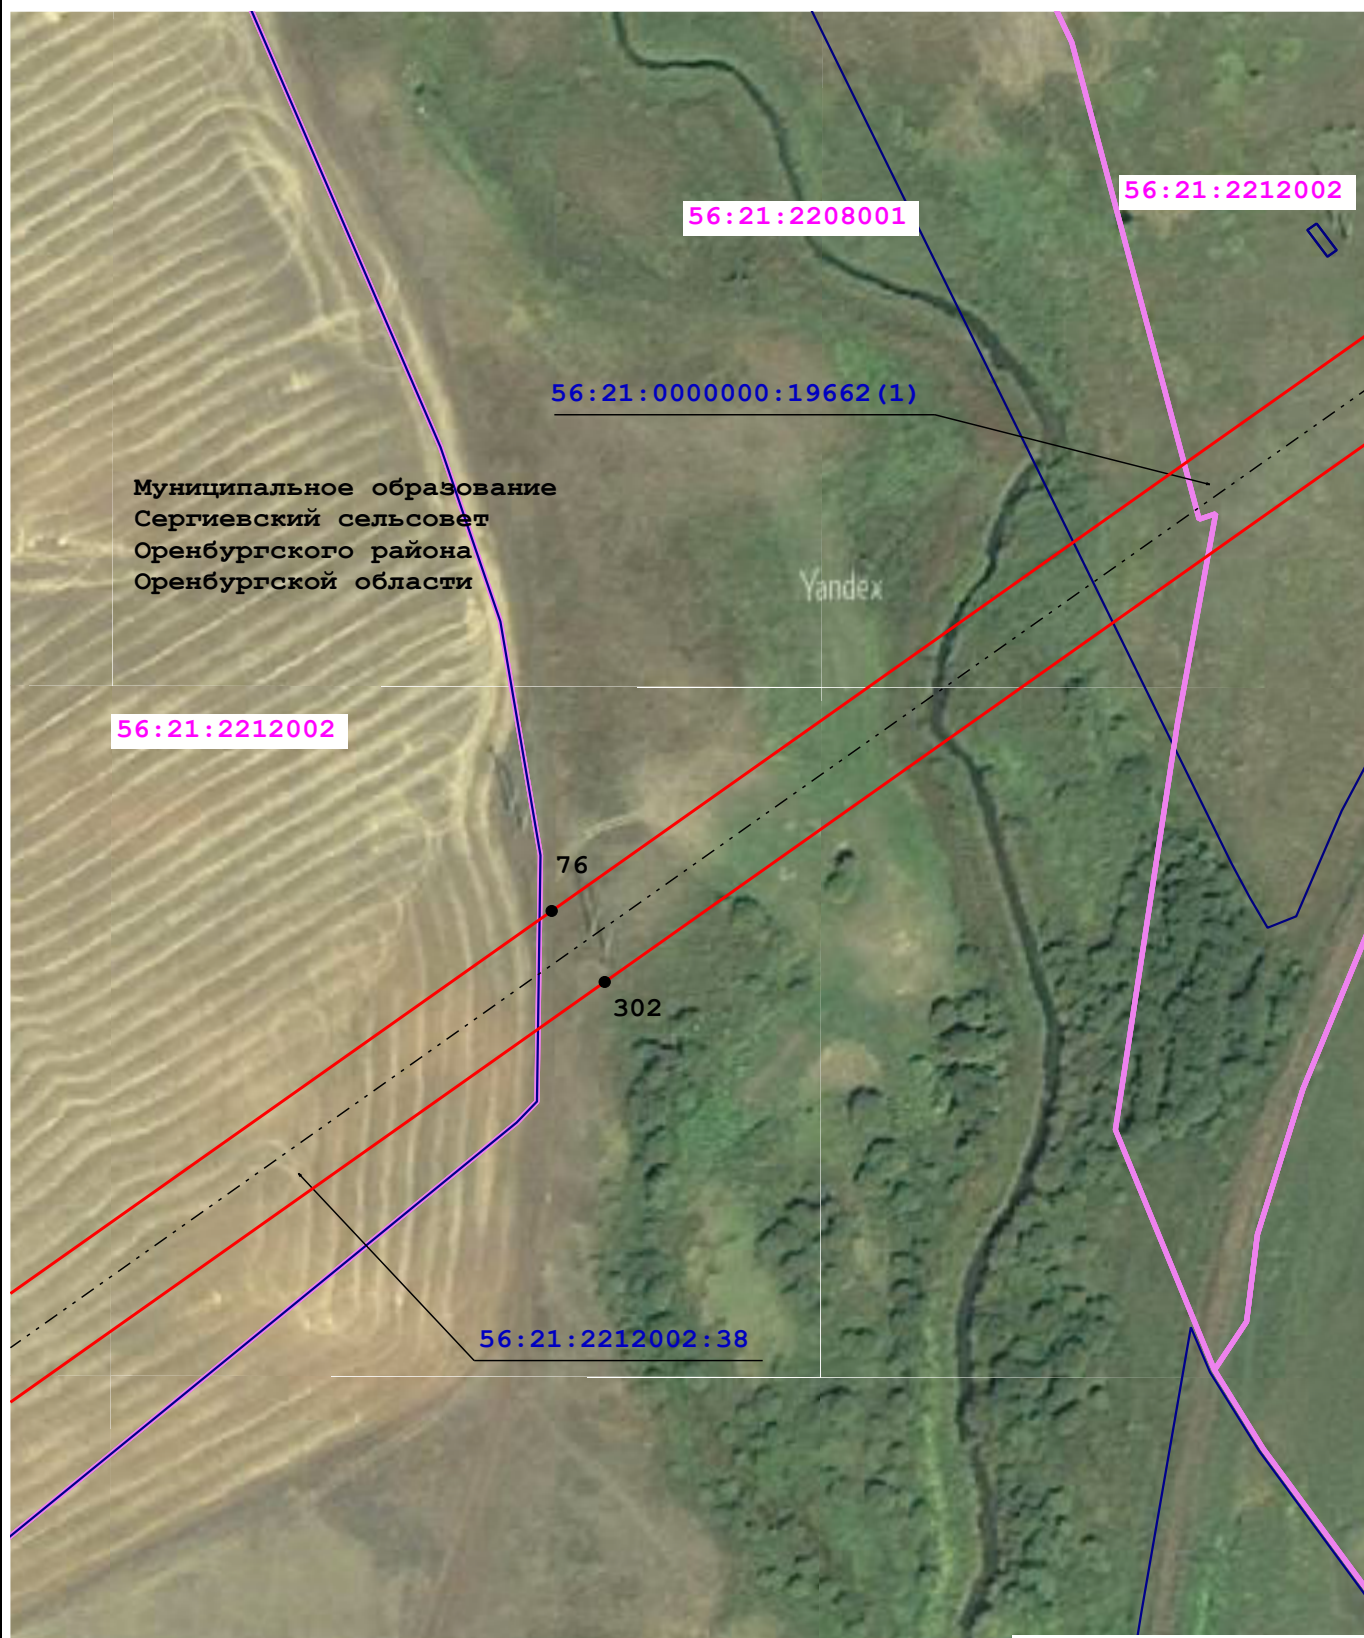 56:21:2212002
56:21:2208001
56:21:0000000:19662(1)
Муниципальное образование
Сергиевский сельсовет
Оренбургского района
Оренбургской области
Yandex
56:21:2212002
76
302
56:21:2212002:38